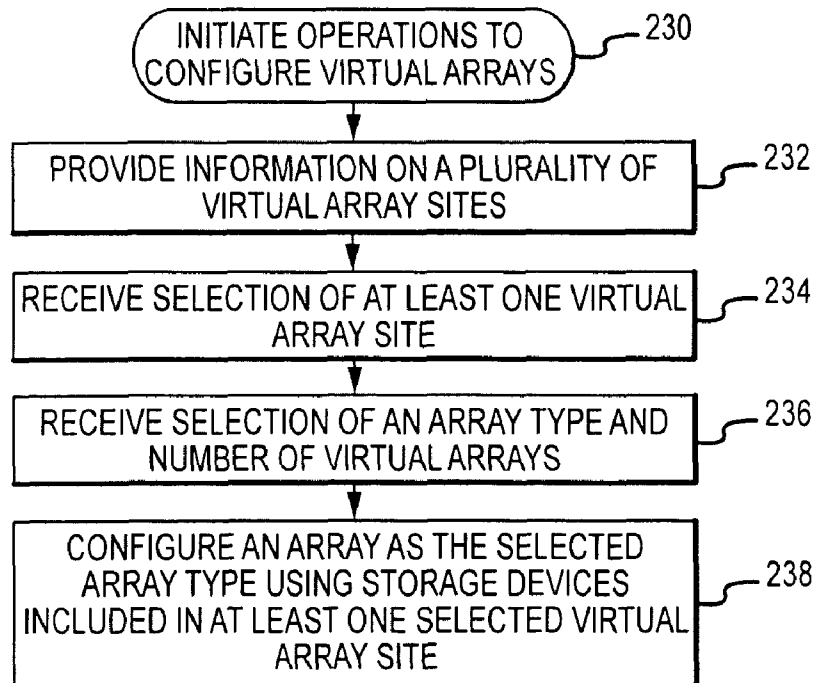 INITIATE OPERATIONS TO
CONFIGURE VIRTUAL ARRAYS
230
PROVIDE INFORMATION ON A PLURALITY OF
VIRTUAL ARRAY SITES
232
RECEIVE SELECTION OF AT LEAST ONE VIRTUAL
ARRAY SITE
234
RECEIVE SELECTION OF AN ARRAY TYPE AND
NUMBER OF VIRTUAL ARRAYS
236
CONFIGURE AN ARRAY AS THE SELECTED
ARRAY TYPE USING STORAGE DEVICES
INCLUDED IN AT LEAST ONE SELECTED VIRTUAL
ARRAY SITE
238